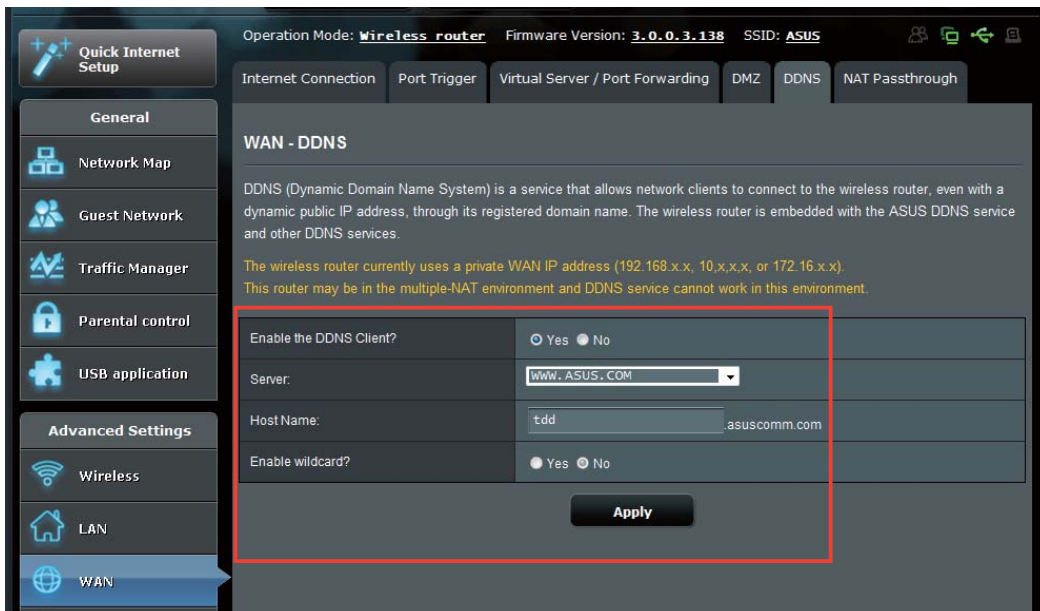 Quick Internet
Setup
Operation Mode: Wireless router Firmware Version: 3.0.0.3.138 SSID: ASUS
Internet Connection Port Trigger Virtual Server / Port Forwarding DMZ DDNS NAT Passthrough
General
Network Map
Guest Network
Traffic Manager
Parental control
USB application
Advanced Settings
Wireless
LAN
WAN
WAN - DDNS
DDNS (Dynamic Domain Name System) is a service that allows network clients to connect to the wireless router, even with a
dynamic public IP address, through its registered domain name. The wireless router is embedded with the ASUS DDNS service
and other DDNS services.
The wireless router currently uses a private WAN IP address (192.168.x.x, 10,x,x,x, or 172.16.x.x).
This router may be in the multiple-NAT environment and DDNS service cannot work in this environment.
Enable the DDNS Client? Yes No
Server: WWW.ASUS.COM
Host Name: tdd .asuscomm.com
Enable wildcard? Yes No
Apply